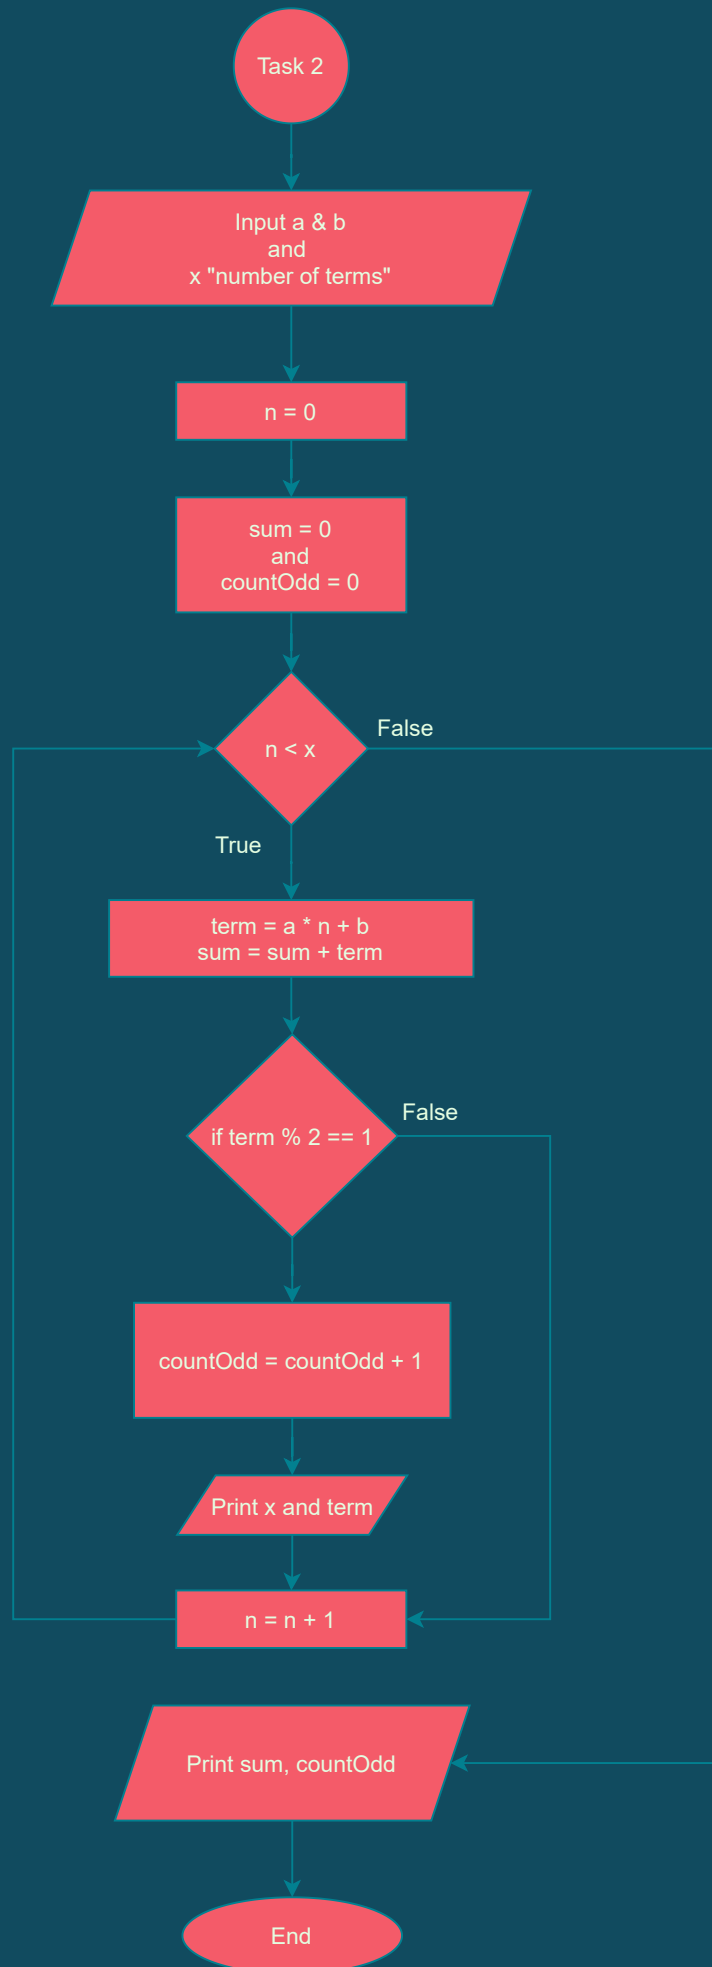 Task 2
Input a & b
and
x "number of terms"
n = 0
sum = 0
and
countOdd = 0
n < x
False
True
term = a * n + b
sum = sum + term
if term % 2 == 1
False
countOdd = countOdd + 1
Print x and term
n = n + 1
Print sum, countOdd
End